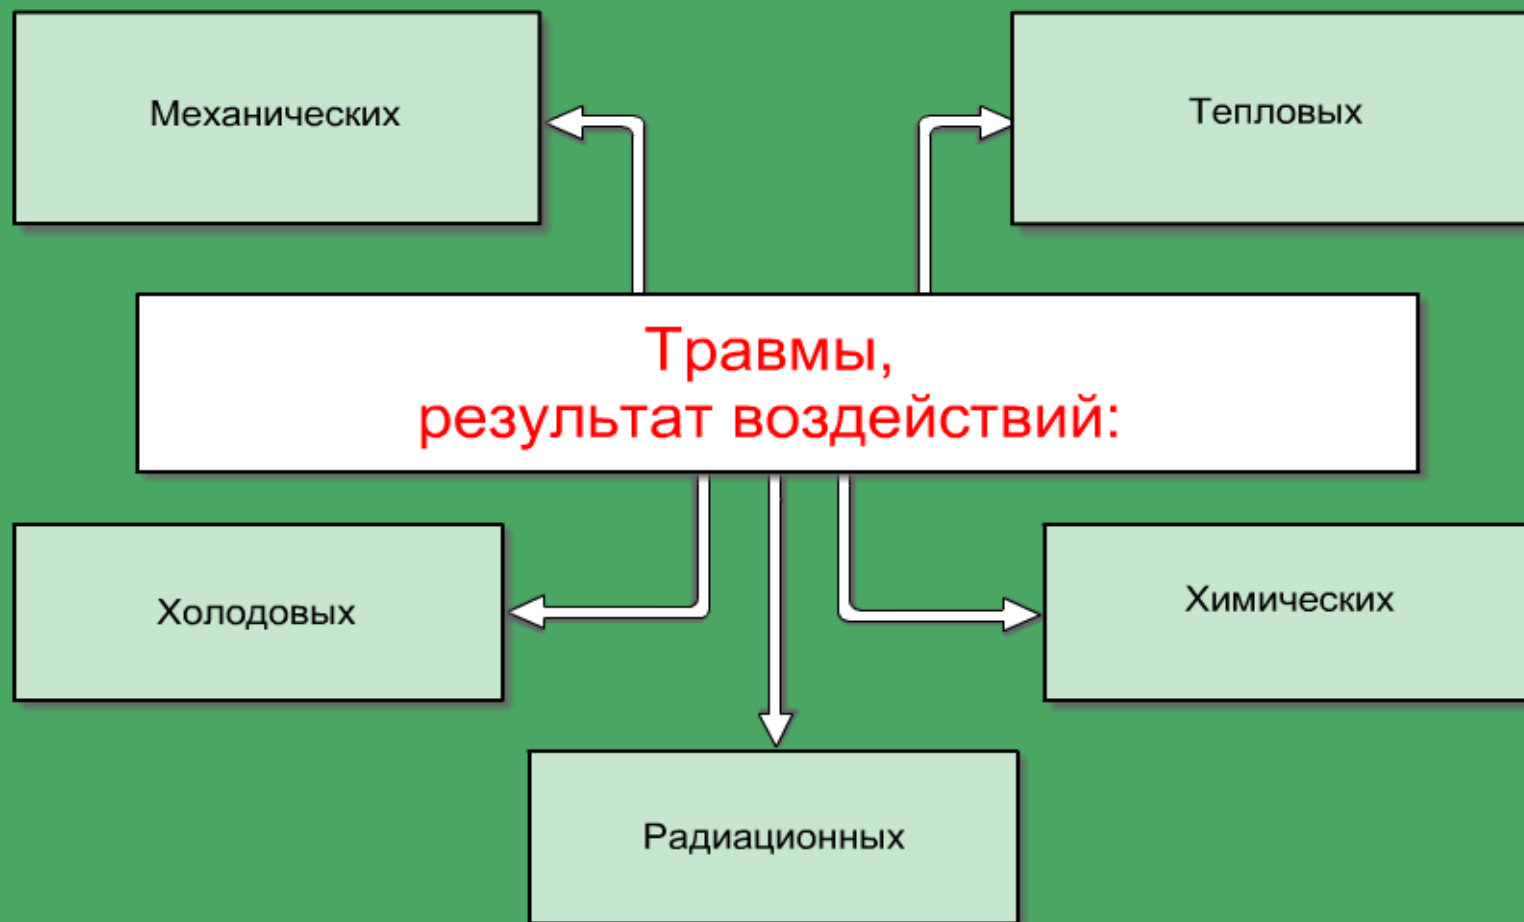 Механических
Тепловых
Травмы,
результат воздействий:
Холодовых
Химических
Радиационных